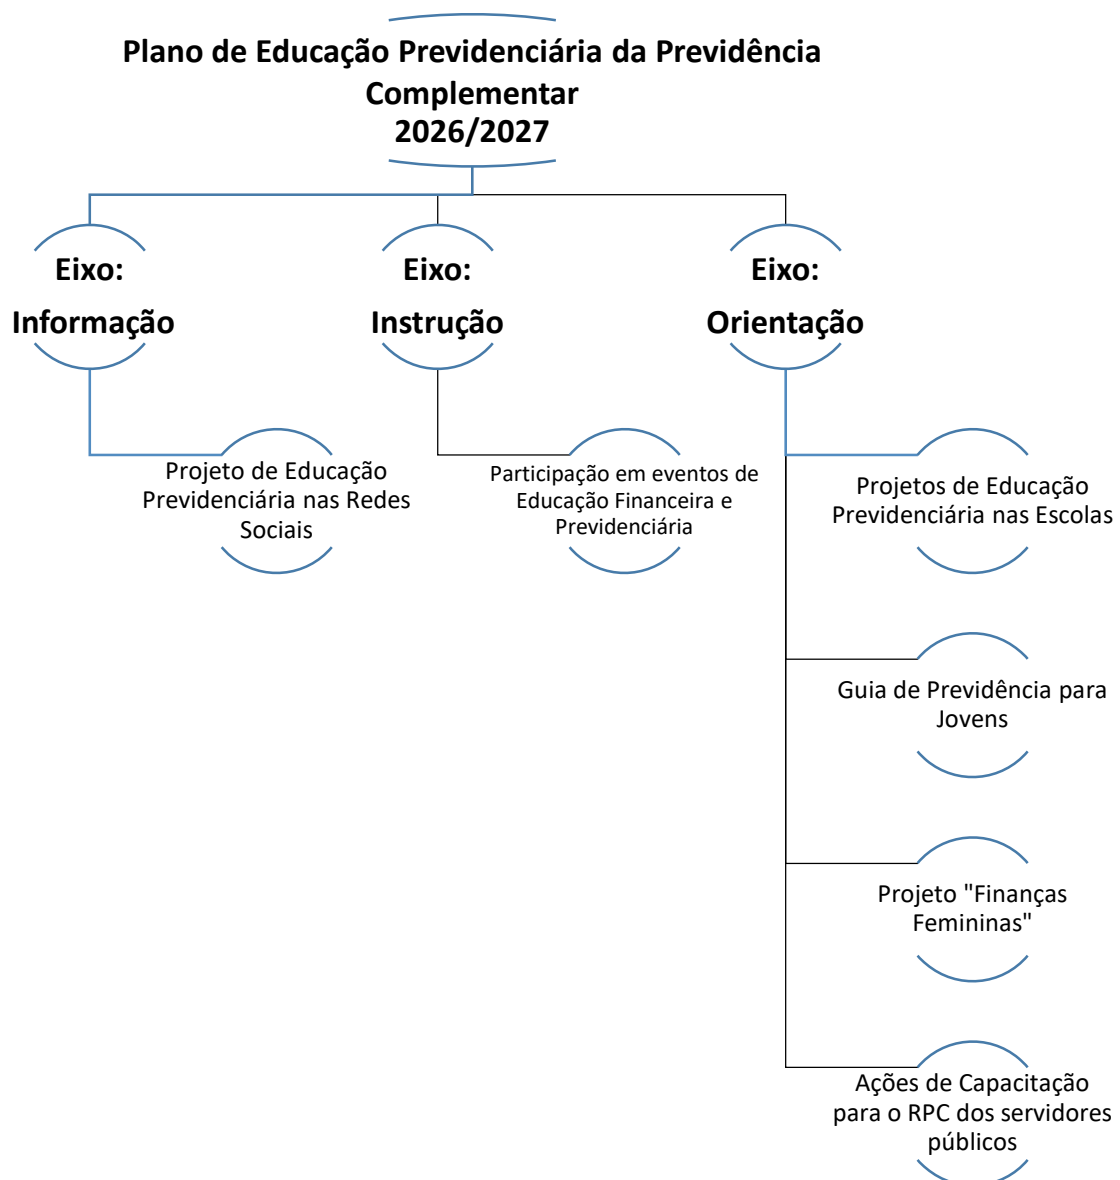 Plano de Educação Previdenciária da Previdência
Complementar
2026/2027
Eixo:
Informação
Eixo:
Instrução
Eixo:
Orientação
Projeto de Educação
Previdenciária nas Redes
Sociais
Participação em eventos de
Educação Financeira e
Previdenciária
Projetos de Educação
Previdenciária nas Escolas
Guia de Previdência para
Jovens
Projeto "Finanças
Femininas"
Ações de Capacitação
para o RPC dos servidores
públicos